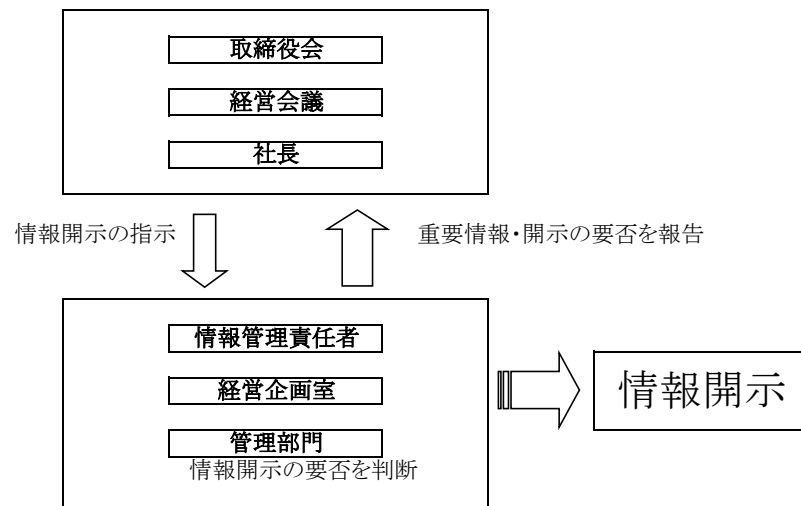 取締役会
経営会議
社長
情報開示の指示
重要情報・開示の要否を報告
情報管理責任者
経営企画室
管理部門
情報開示の要否を判断
情報開示